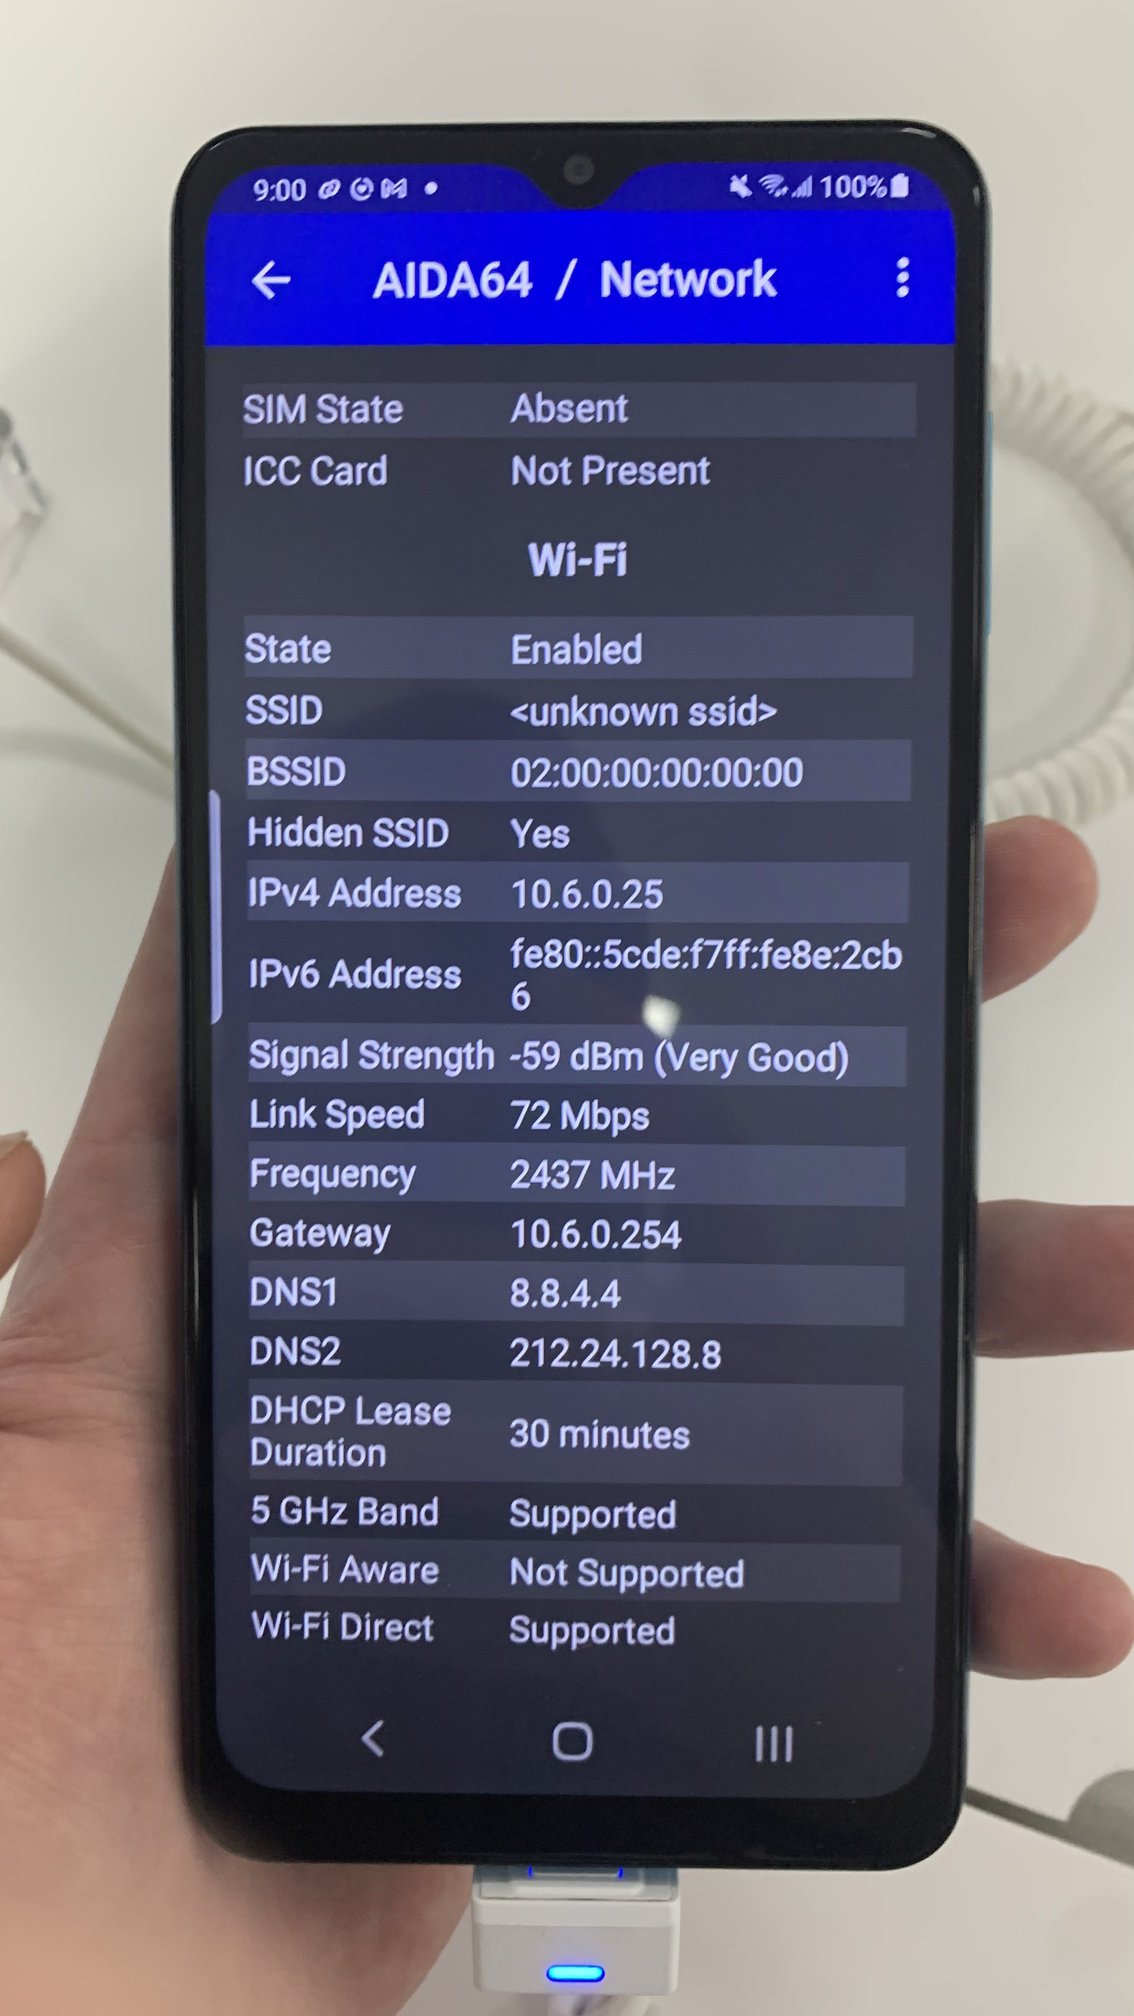 9:00 100%
AIDA64 / Network
SIM State Absent
ICC Card Not Present
Wi-Fi
State Enabled
SSID <unknown ssid>
BSSID 02:00:00:00:00:00
Hidden SSID Yes
IPv4 Address 10.6.0.25
IPv6 Address fe80::5cde:f7ff:fe8e:2cb
6
Signal Strength -59 dBm (Very Good)
Link Speed 72 Mbps
Frequency 2437 MHz
Gateway 10.6.0.254
DNS1 8.8.4.4
DNS2 212.24.128.8
DHCP Lease
Duration 30 minutes
5 GHz Band Supported
Wi-Fi Aware Not Supported
Wi-Fi Direct Supported